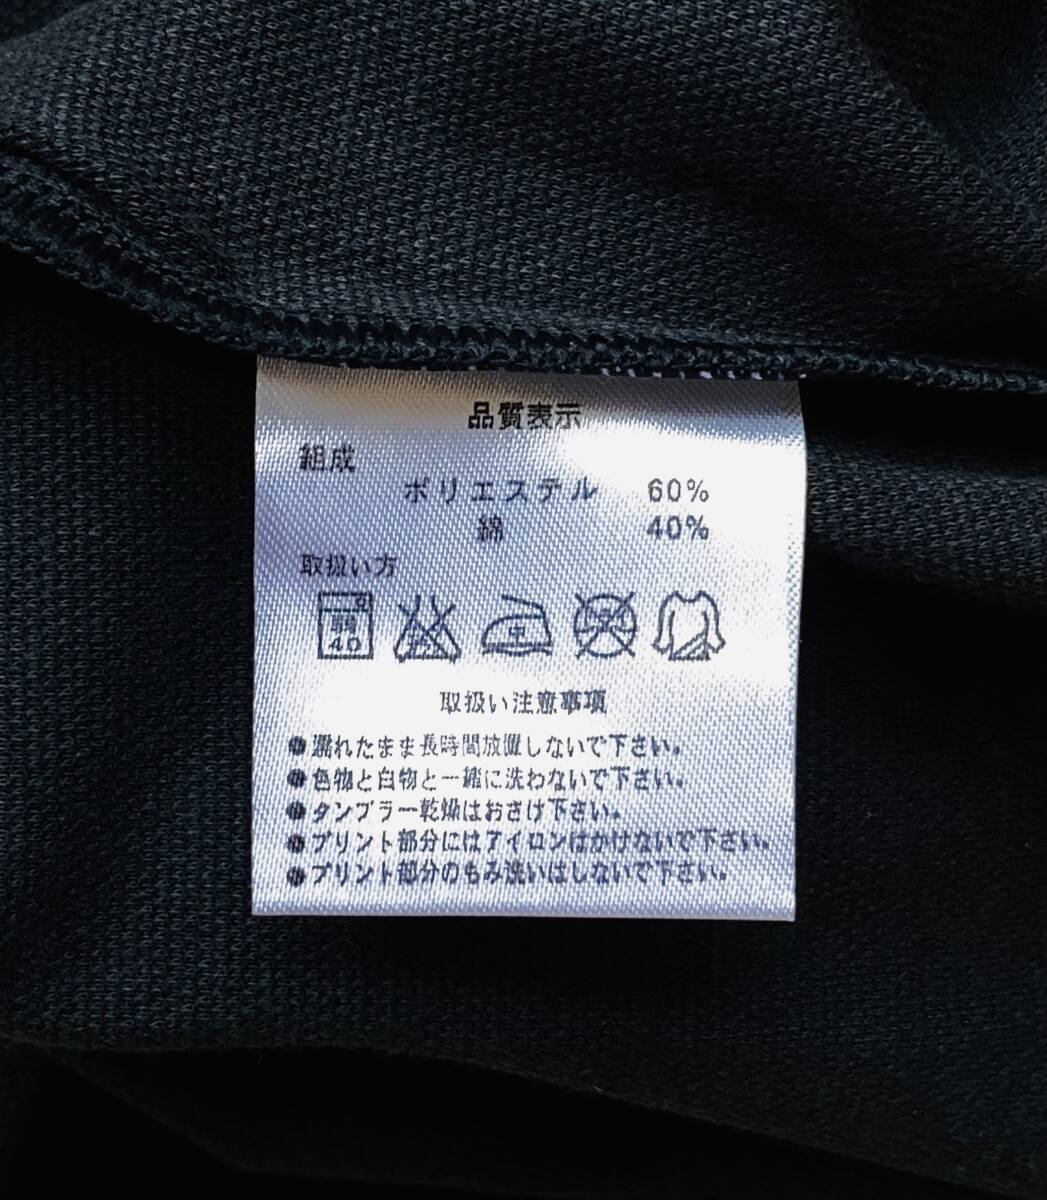 品質表示
組成
ポリエステル 60%
綿 40%
取扱い方
弱
40
中
取扱い注意事項
●濡れたまま長時間放置しないで下さい。
●色物と白物と一緒に洗わないで下さい。
●タンブラー乾燥はおさけ下さい。
●プリント部分にはアイロンはかけないで下さい。
●プリント部分のもみ洗いはしないで下さい。